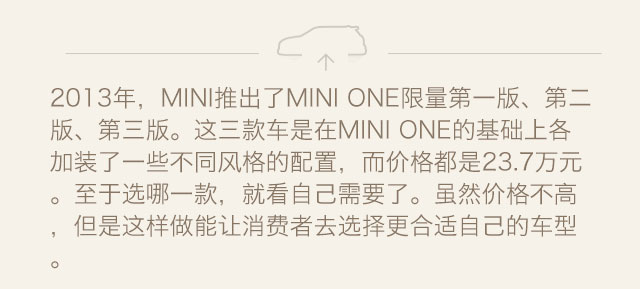 2013年，MINI推出了MINI ONE限量第一版、第二
版、第三版。这三款车是在MINI ONE的基础上各
加装了一些不同风格的配置，而价格都是23.7万元
。至于选哪一款，就看自己需要了。虽然价格不高
，但是这样做能让消费者去选择更合适自己的车型
。